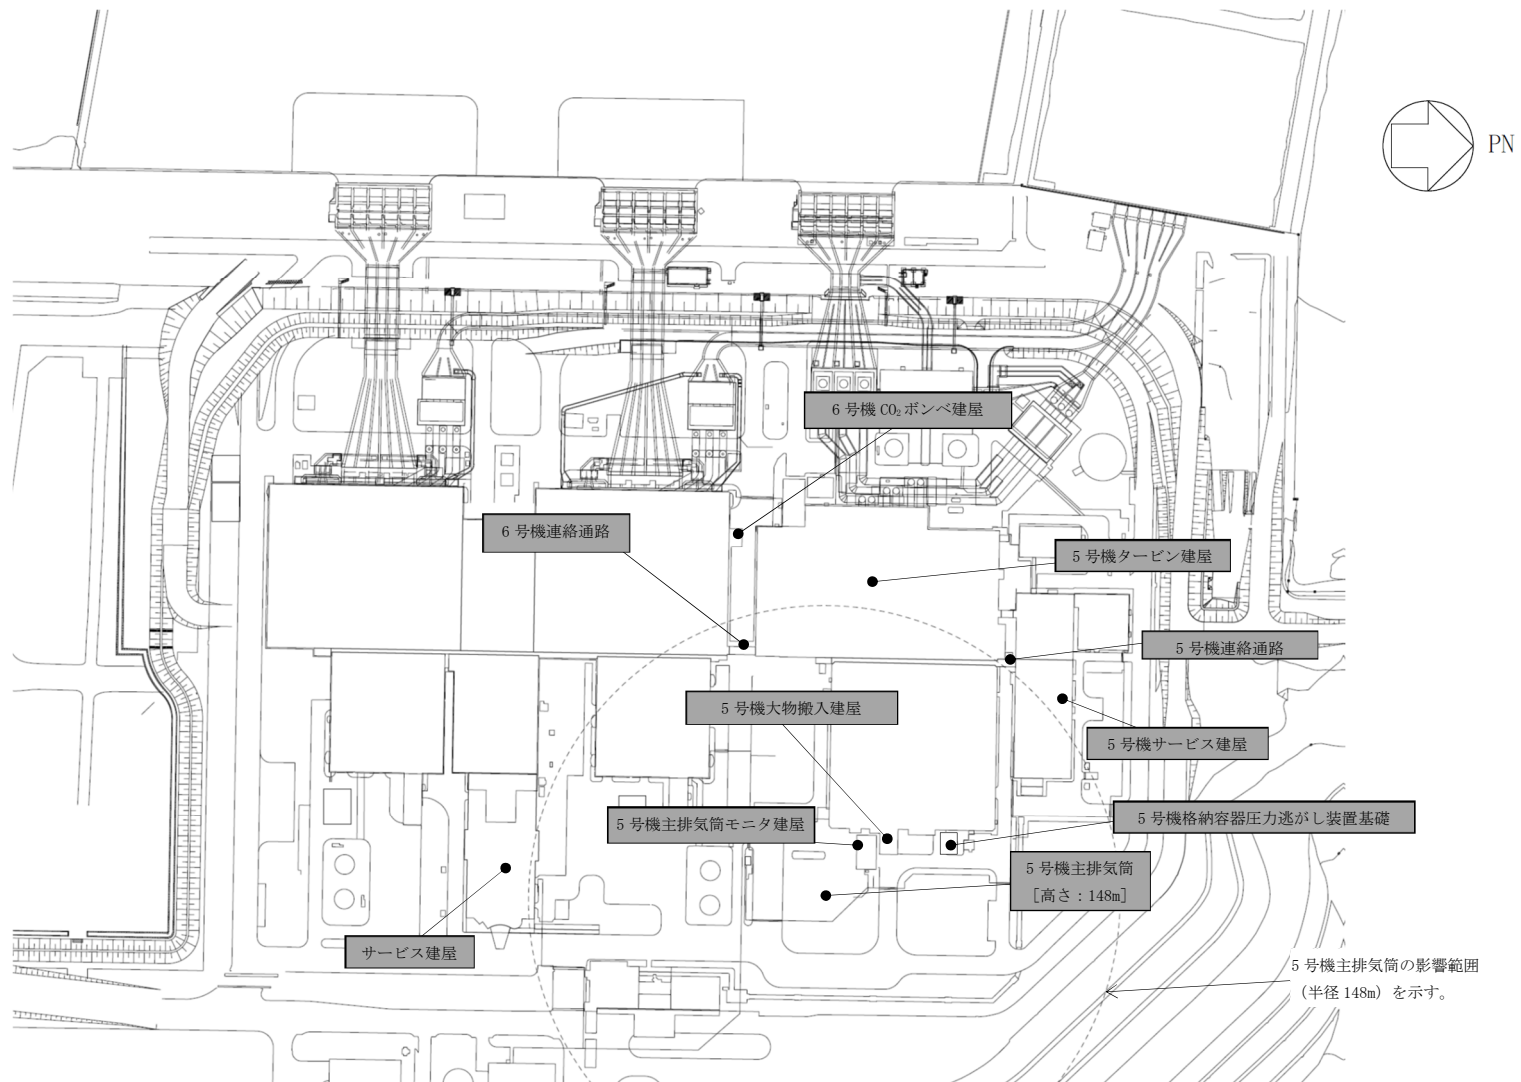 PN
6号機CO₂ボンベ建屋
6号機連絡通路
5号機タービン建屋
5号機連絡通路
5号機大物搬入建屋
5号機サービス建屋
5号機主排気筒モニタ建屋
5号機格納容器圧力逃がし装置基礎
5号機主排気筒
［高さ：148m］
サービス建屋
5号機主排気筒の影響範囲
（半径148m）を示す。